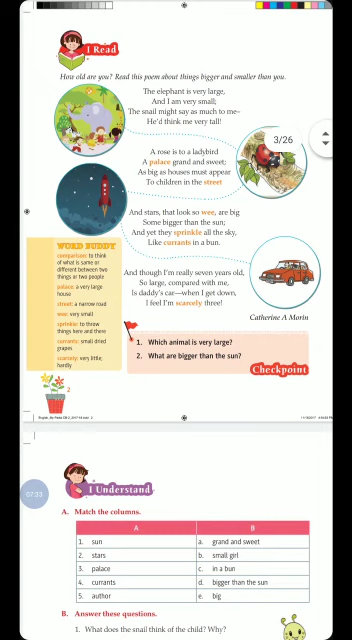 I Read
How old are you? Read this poem about things bigger and smaller than you.
The elephant is very large,
And I am very small;
The snail might say as much to me–
He'd think me very tall!
3/26
A rose is to a ladybird
A palace grand and sweet;
As big as houses must appear
To children in the street
And stars, that look so wee, are big
Some bigger than the sun;
And yet they sprinkle all the sky,
Like currants in a bun.
And though I'm really seven years old,
So large, compared with me,
Is daddy's car—when I get down,
I feel I'm scarcely three!
Catherine A Morin
WORD BUDDY
comparison: to think
of what is same or
different between two
things or two people
palace: a very large
house
street: a narrow road
wee: very small
sprinkle: to throw
things here and there
currants: small dried
grapes
scarcely: very little;
hardly
1. Which animal is very large?
2. What are bigger than the sun?
Checkpoint
2
07:33
I Understand
A. Match the columns.
A B
1. sun a. grand and sweet
2. stars b. small girl
3. palace c. in a bun
4. currants d. bigger than the sun
5. author e. big
B. Answer these questions.
1. What does the snail think of the child? Why?